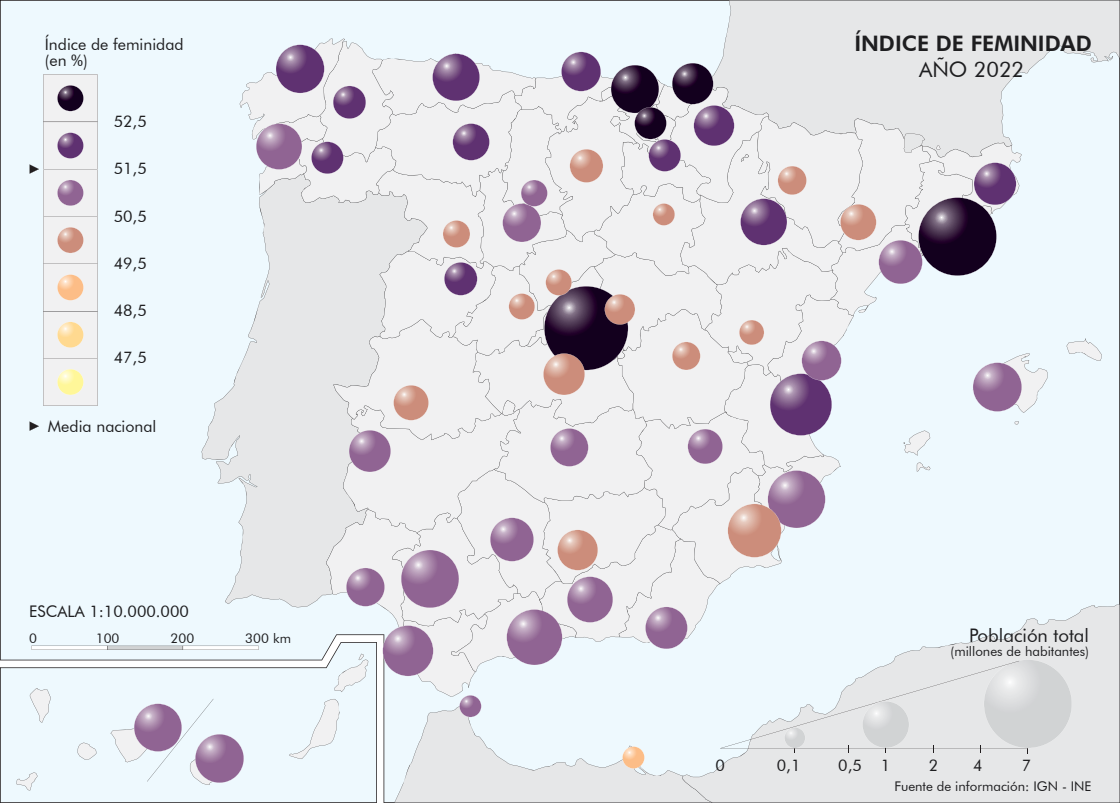 Índice de feminidad
(en %)
52,5
51,5
50,5
49,5
48,5
47,5
Media nacional
ÍNDICE DE FEMINIDAD
AÑO 2022
ESCALA 1:10.000.000
0 100 200 300 km
Población total
(millones de habitantes)
0 0,1 0,5 1 2 4 7
Fuente de información: IGN - INE